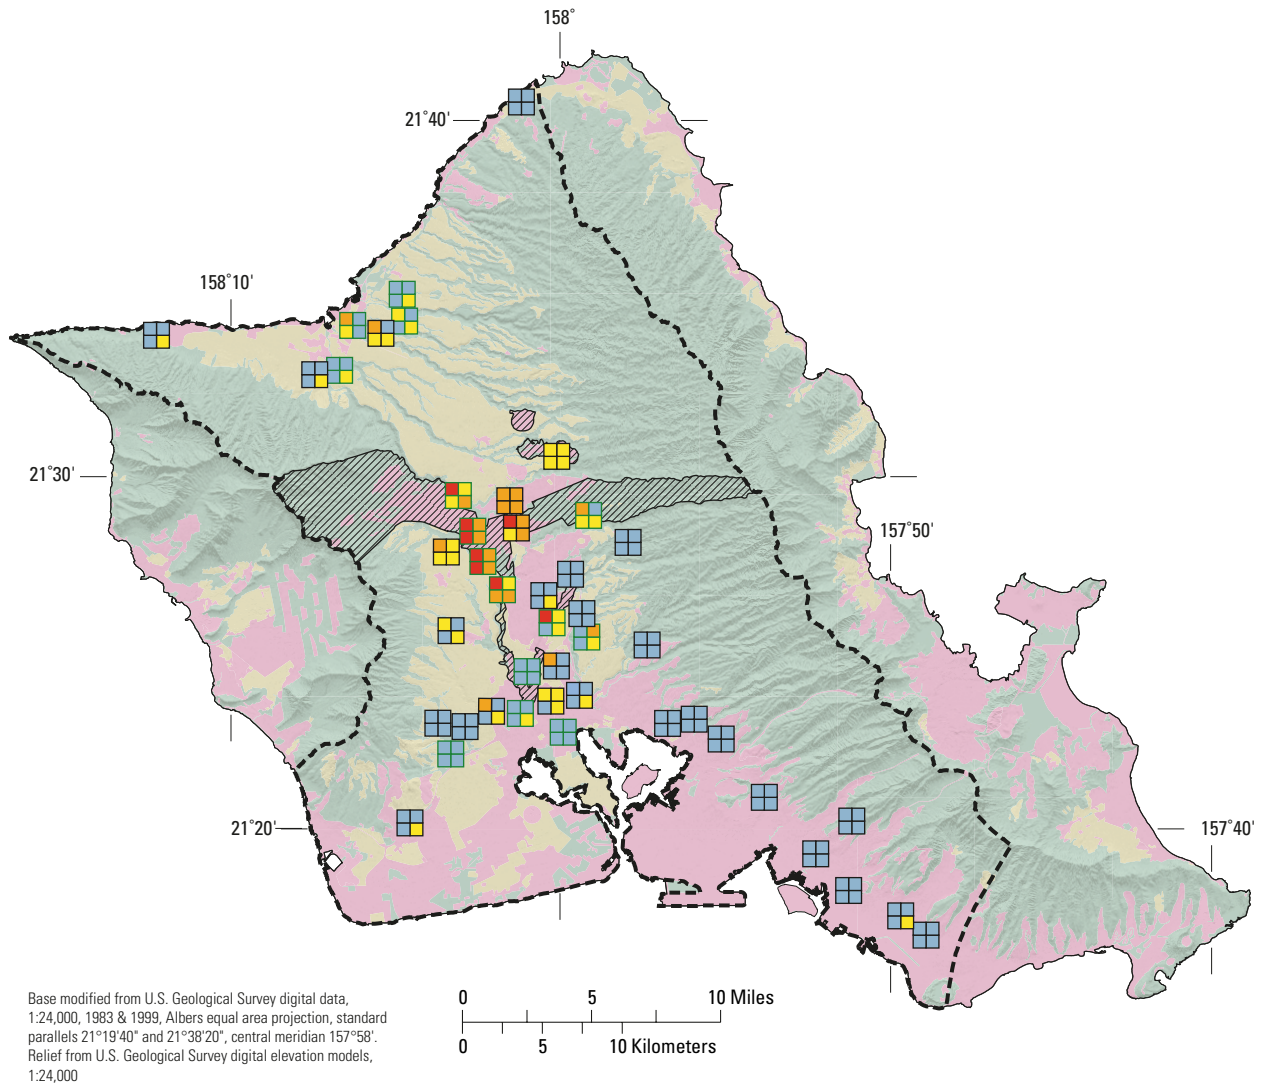 158˚
21˚40'
158˚10'
21˚30'
157˚50'
21˚20'
157˚40'
Base modified from U.S. Geological Survey digital data,
1:24,000, 1983 & 1999, Albers equal area projection, standard
parallels 21°19'40" and 21°38'20", central meridian 157°58'.
Relief from U.S. Geological Survey digital elevation models,
1:24,000
0 5 10 Miles
0 5 10 Kilometers